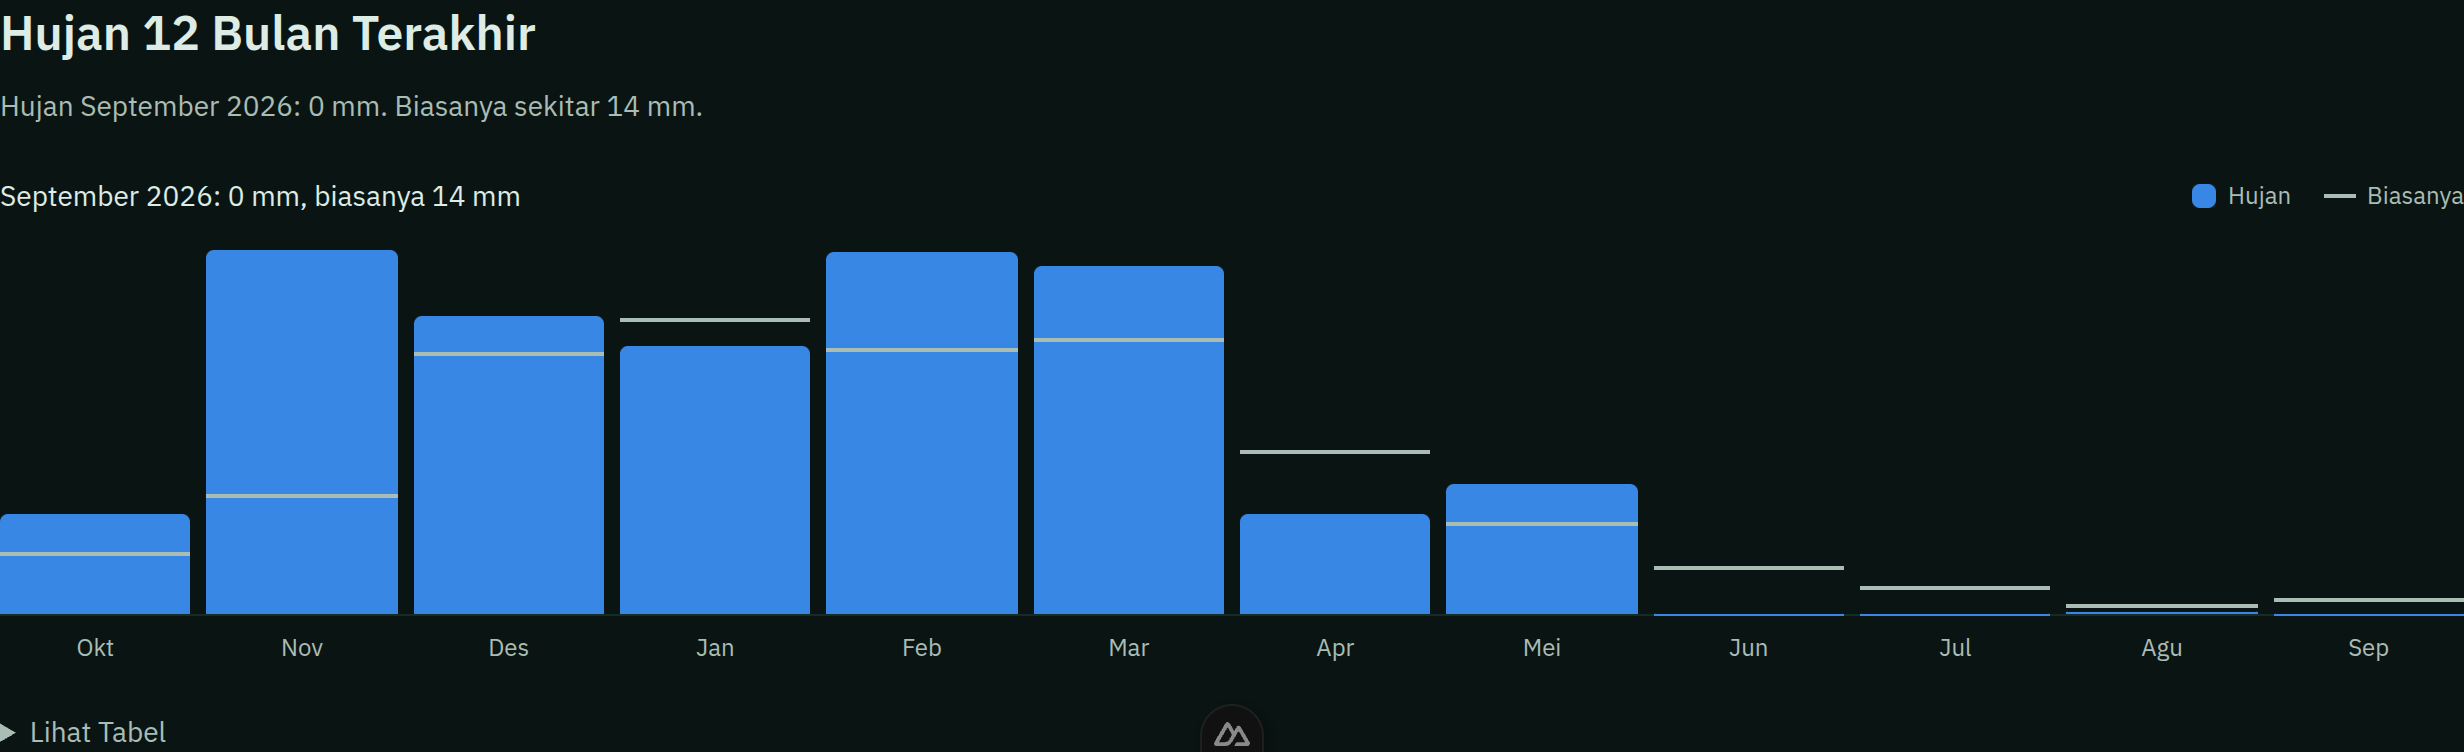 Hujan 12 Bulan Terakhir
Hujan September 2026: 0 mm. Biasanya sekitar 14 mm.
September 2026: 0 mm, biasanya 14 mm
Hujan
Biasanya
Okt
Nov
Des
Jan
Feb
Mar
Apr
Mei
Jun
Jul
Agu
Sep
Lihat Tabel